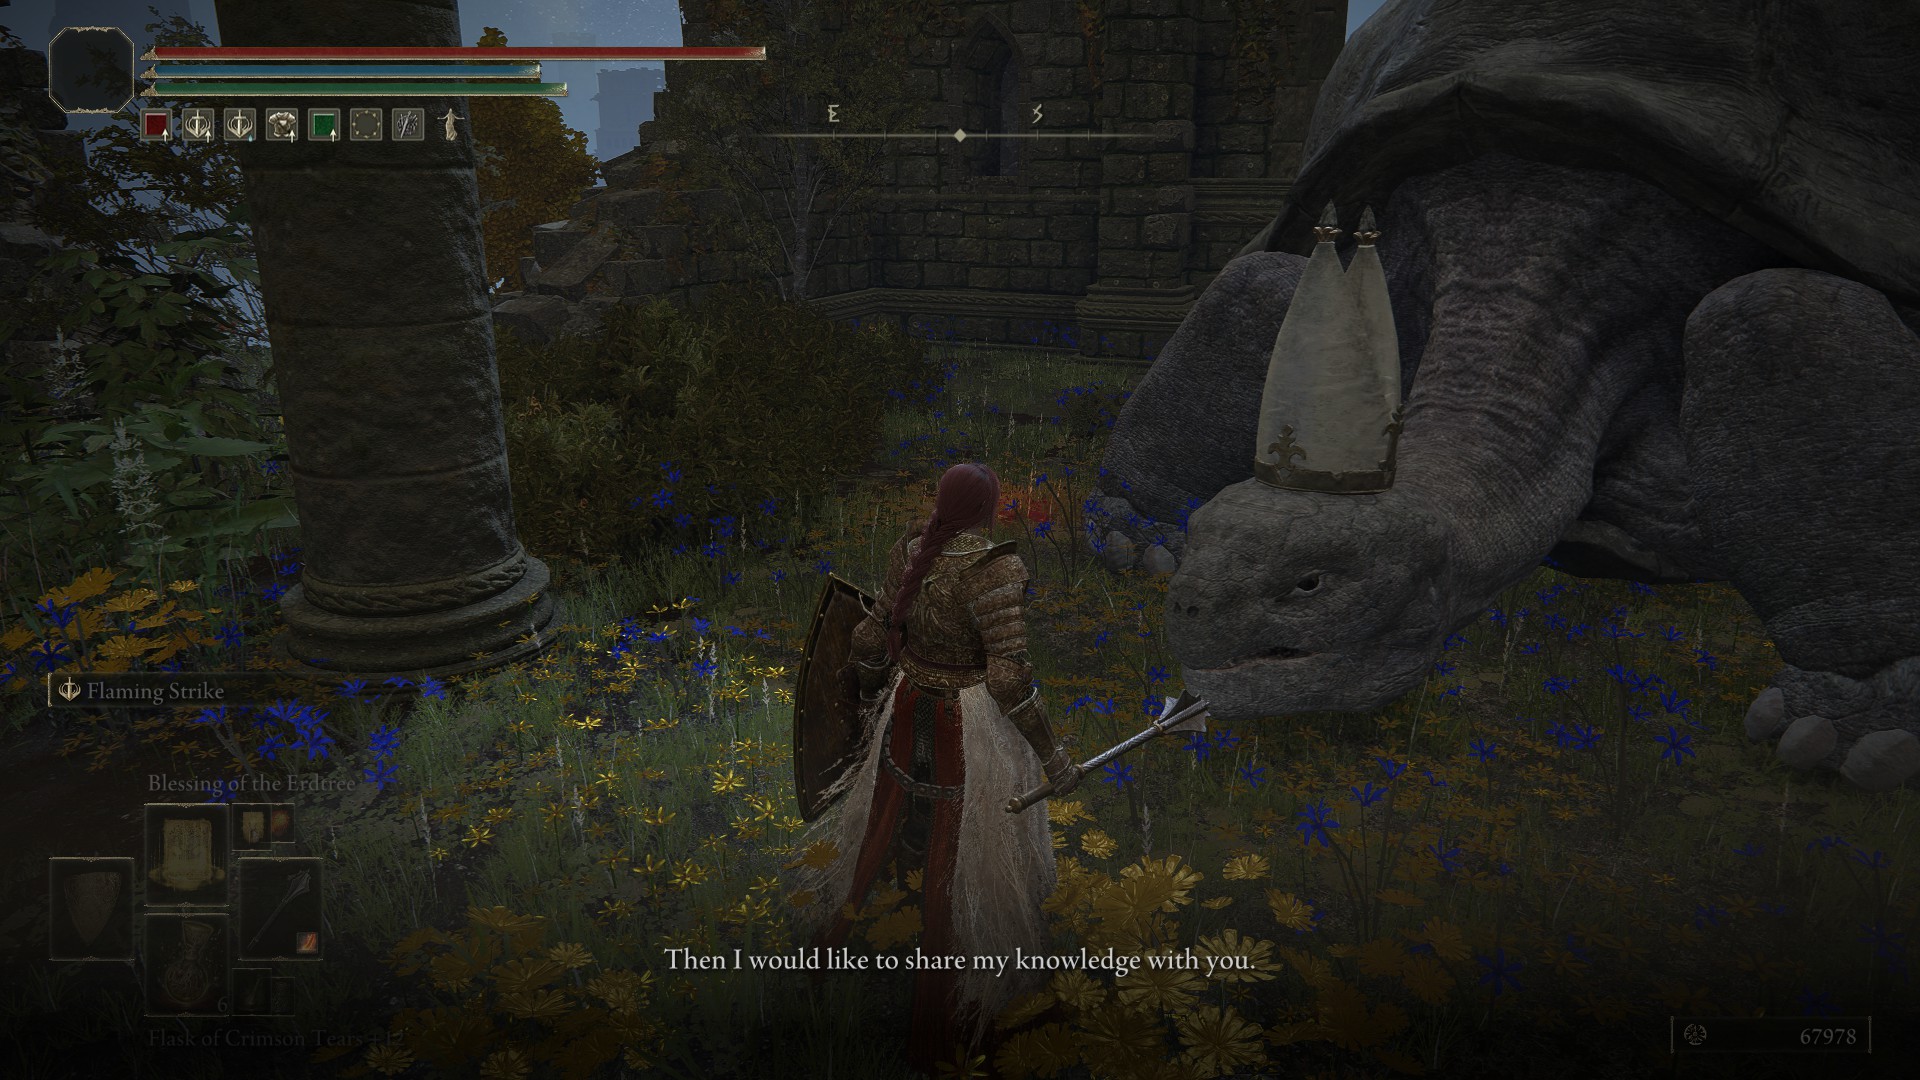 E S
Flaming Strike
Blessing of the Erdtree
6
Flask of Crimson Tears +12
Then I would like to share my knowledge with you.
67978